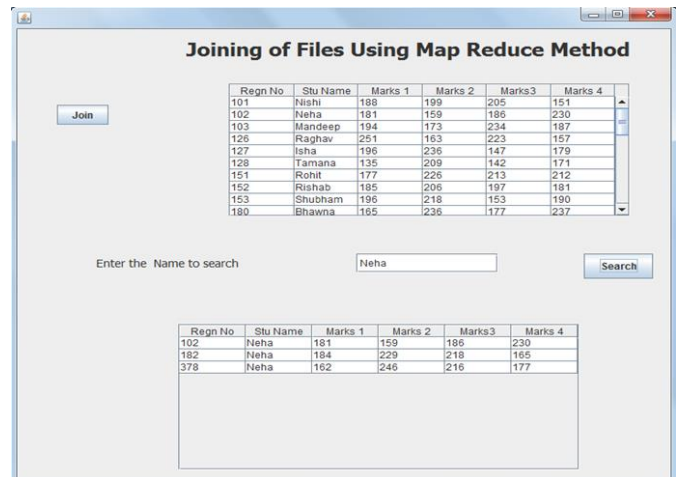 Joining of Files Using Map Reduce Method
Regn No Stu Name Marks 1 Marks 2 Marks3 Marks 4
101 Nishi 188 199 205 151
Join
102 Neha 181 159 186 230
103 Mandeep 194 173 234 187
126 Raghav 251 163 223 157
127 Isha 196 236 147 179
128 Tamana 135 209 142 171
151 Rohit 177 226 213 212
152 Rishab 185 206 197 181
153 Shubham 196 218 153 190
180 Bhawna 165 236 177 237
Enter the Name to search Neha Search
Regn No Stu Name Marks 1 Marks 2 Marks3 Marks 4
102 Neha 181 159 186 230
182 Neha 184 229 218 165
378 Neha 162 246 216 177